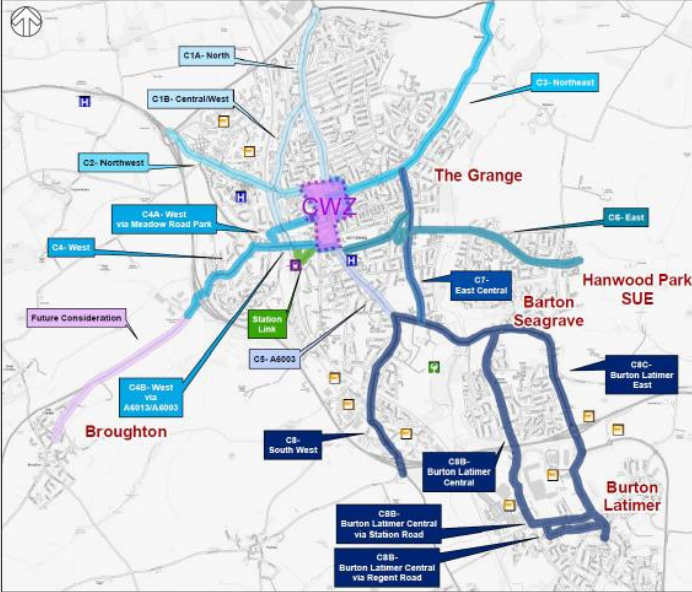 C1A- North
C1B- Central/West
C3- Northeast
H
C2- Northwest
The Grange
H
CWZ
C4A- West
via Meadow Road Park
C6- East
C4- West
H
C7-
East Central
Hanwood Park
SUE
Barton
Seagrave
Future Consideration
Station
Link
C5- A6003
C8C-
Burton Latimer
East
C4B- West
via
A6013/A6003
Broughton
C8-
South West
C8B-
Burton Latimer
Central
Burton
Latimer
C8B-
Burton Latimer Central
via Station Road
C8B-
Burton Latimer Central
via Regent Road